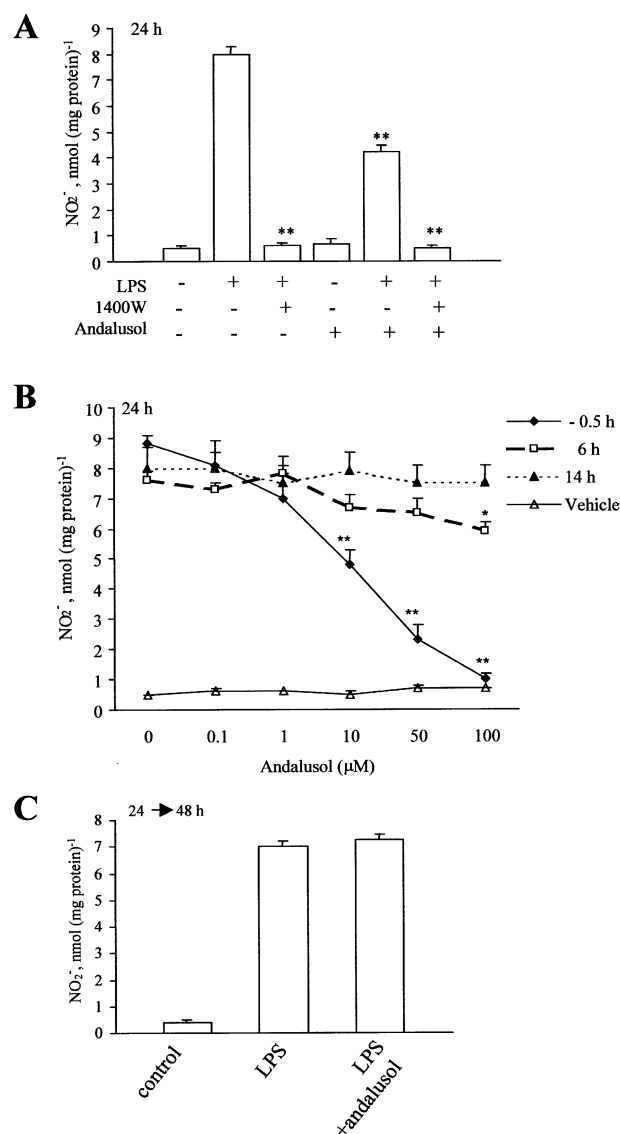 A
24 h
NO2-, nmol (mg protein)-1
9
8
7
6
5
4
3
2
1
0
**
**
**
LPS - + + - + +
1400W - - + - - +
Andalusol - - - + + +
B
24 h
NO2-, nmol (mg protein)-1
10
9
8
7
6
5
4
3
2
1
0
**
**
**
*
- 0.5 h
6 h
14 h
Vehicle
0 0.1 1 10 50 100
Andalusol (µM)
C
24 48 h
NO2-, nmol (mg protein)-1
8
7
6
5
4
3
2
1
0
control
LPS
LPS
+andalusol